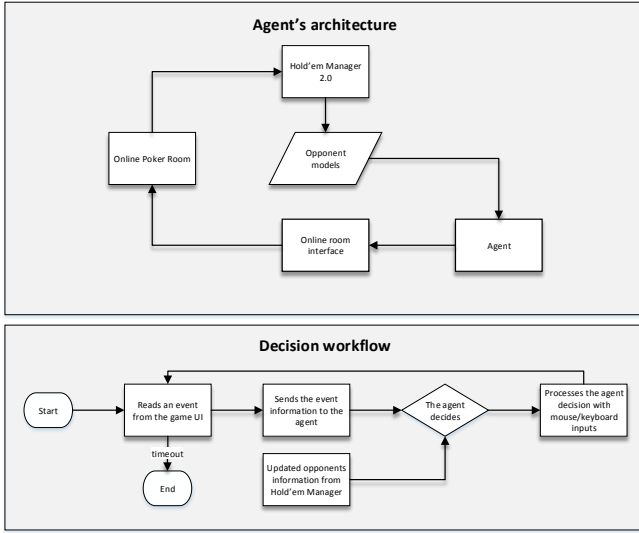 Agent's architecture
Hold'em Manager
2.0
Online Poker Room
Opponent
models
Online room
interface
Agent
Decision workflow
Start
Reads an event
from the game UI
Sends the event
information to the
agent
The agent
decides
Processes the agent
decision with
mouse/keyboard
inputs
timeout
End
Updated opponents
information from
Hold'em Manager